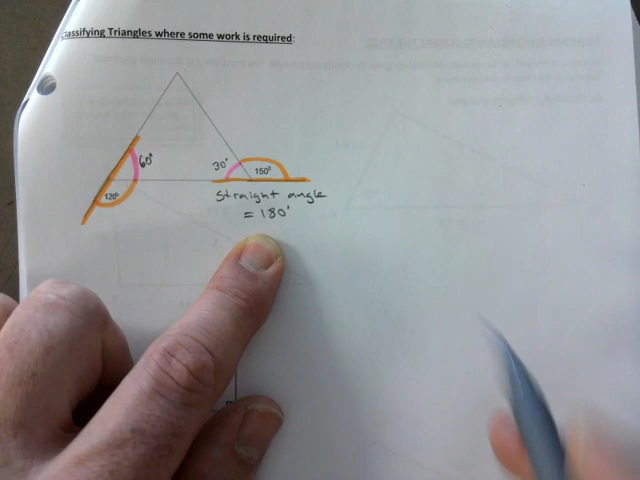 Classifying Triangles where some work is required:
60°
30°
150°
120°
Straight angle
= 180°